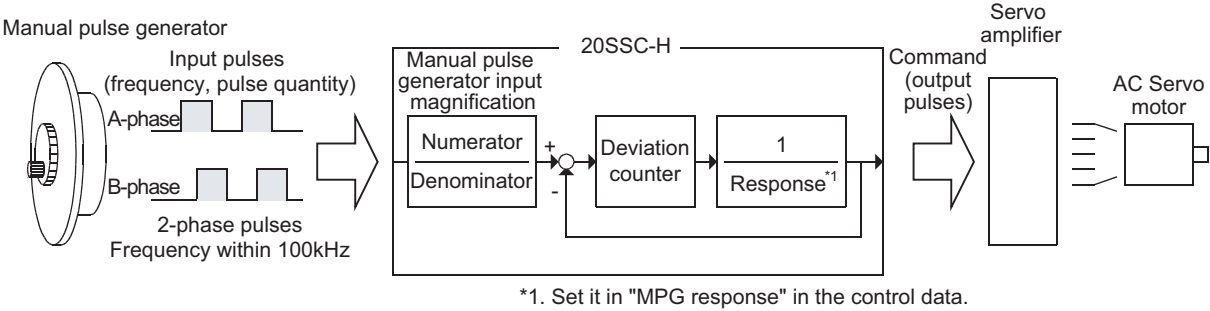 Manual pulse generator
Input pulses
(frequency, pulse quantity)
A-phase
B-phase
2-phase pulses
Frequency within 100kHz
20SSC-H
Manual pulse
generator input
magnification
Numerator
Denominator
+
-
Deviation
counter
1
Response*1
Command
(output
pulses)
Servo
amplifier
AC Servo
motor
*1. Set it in "MPG response" in the control data.